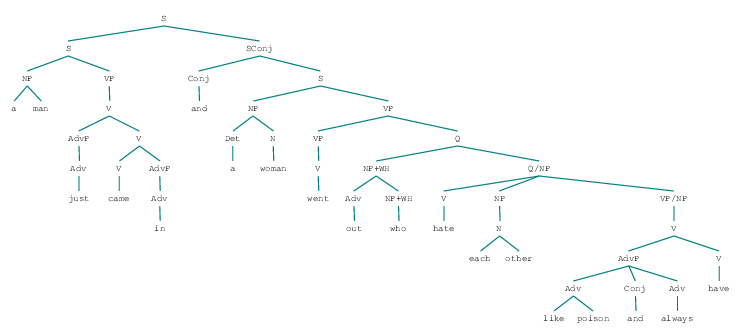 S
S SConj
NP VP Conj S
a man V and NP VP
AdvP V Det N VP Q
Adv V AdvP a woman V NP+WH Q/NP
just came Adv went Adv NP+WH V NP VP/NP
in out who hate N V
each other AdvP V
Adv Conj Adv have
like poison and always